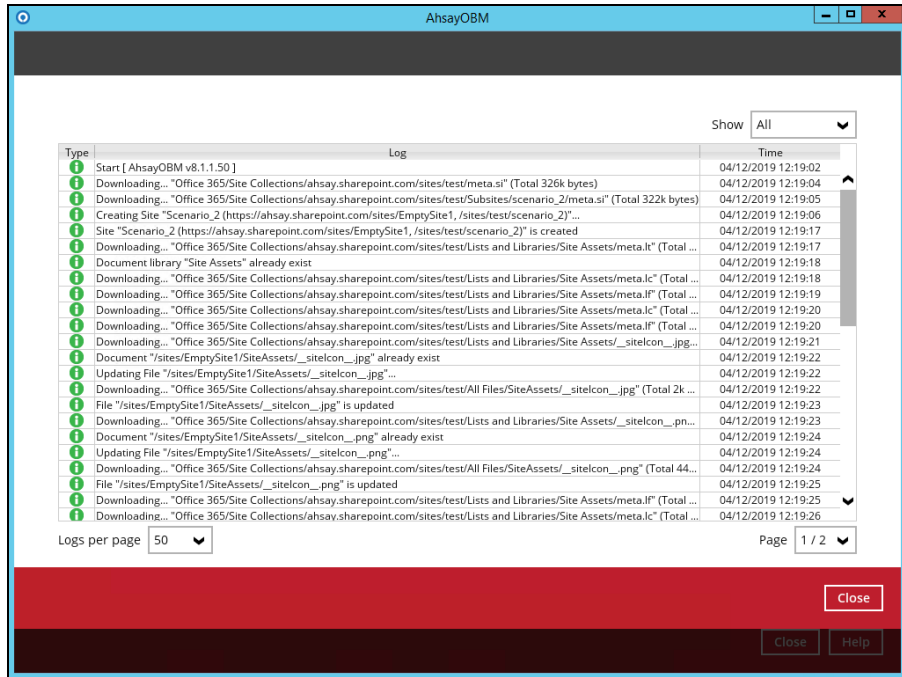 AhsayOBM
Show All
Type Log Time
Start [ AhsayOBM v8.1.1.50 ] 04/12/2019 12:19:02
Downloading... "Office 365/Site Collections/ahsay.sharepoint.com/sites/test/meta.si" (Total 326k bytes) 04/12/2019 12:19:04
Downloading... "Office 365/Site Collections/ahsay.sharepoint.com/sites/test/Subsites/scenario_2/meta.si" (Total 322k bytes) 04/12/2019 12:19:05
Creating Site "Scenario_2 (https://ahsay.sharepoint.com/sites/EmptySite1, /sites/test/scenario_2)"... 04/12/2019 12:19:06
Site "Scenario_2 (https://ahsay.sharepoint.com/sites/EmptySite1, /sites/test/scenario_2)" is created 04/12/2019 12:19:17
Downloading... "Office 365/Site Collections/ahsay.sharepoint.com/sites/test/Lists and Libraries/Site Assets/meta.lt" (Total ... 04/12/2019 12:19:17
Document library "Site Assets" already exist 04/12/2019 12:19:18
Downloading... "Office 365/Site Collections/ahsay.sharepoint.com/sites/test/Lists and Libraries/Site Assets/meta.lc" (Total ... 04/12/2019 12:19:18
Downloading... "Office 365/Site Collections/ahsay.sharepoint.com/sites/test/Lists and Libraries/Site Assets/meta.lf" (Total ... 04/12/2019 12:19:19
Downloading... "Office 365/Site Collections/ahsay.sharepoint.com/sites/test/Lists and Libraries/Site Assets/meta.lc" (Total ... 04/12/2019 12:19:20
Downloading... "Office 365/Site Collections/ahsay.sharepoint.com/sites/test/Lists and Libraries/Site Assets/meta.lf" (Total ... 04/12/2019 12:19:20
Downloading... "Office 365/Site Collections/ahsay.sharepoint.com/sites/test/Lists and Libraries/Site Assets/__siteIcon__.jpg... 04/12/2019 12:19:21
Document "/sites/EmptySite1/SiteAssets/__siteIcon__.jpg" already exist 04/12/2019 12:19:22
Updating File "/sites/EmptySite1/SiteAssets/__siteIcon__.jpg"... 04/12/2019 12:19:22
Downloading... "Office 365/Site Collections/ahsay.sharepoint.com/sites/test/All Files/SiteAssets/__siteIcon__.jpg" (Total 2k ... 04/12/2019 12:19:22
File "/sites/EmptySite1/SiteAssets/__siteIcon__.jpg" is updated 04/12/2019 12:19:23
Downloading... "Office 365/Site Collections/ahsay.sharepoint.com/sites/test/Lists and Libraries/Site Assets/__siteIcon__.pn... 04/12/2019 12:19:23
Document "/sites/EmptySite1/SiteAssets/__siteIcon__.png" already exist 04/12/2019 12:19:24
Updating File "/sites/EmptySite1/SiteAssets/__siteIcon__.png"... 04/12/2019 12:19:24
Downloading... "Office 365/Site Collections/ahsay.sharepoint.com/sites/test/All Files/SiteAssets/__siteIcon__.png" (Total 44... 04/12/2019 12:19:24
File "/sites/EmptySite1/SiteAssets/__siteIcon__.png" is updated 04/12/2019 12:19:25
Downloading... "Office 365/Site Collections/ahsay.sharepoint.com/sites/test/Lists and Libraries/Site Assets/meta.lf" (Total ... 04/12/2019 12:19:25
Downloading... "Office 365/Site Collections/ahsay.sharepoint.com/sites/test/Lists and Libraries/Site Assets/meta.lc" (Total ... 04/12/2019 12:19:26
Logs per page 50 Page 1 / 2
Close
Close Help